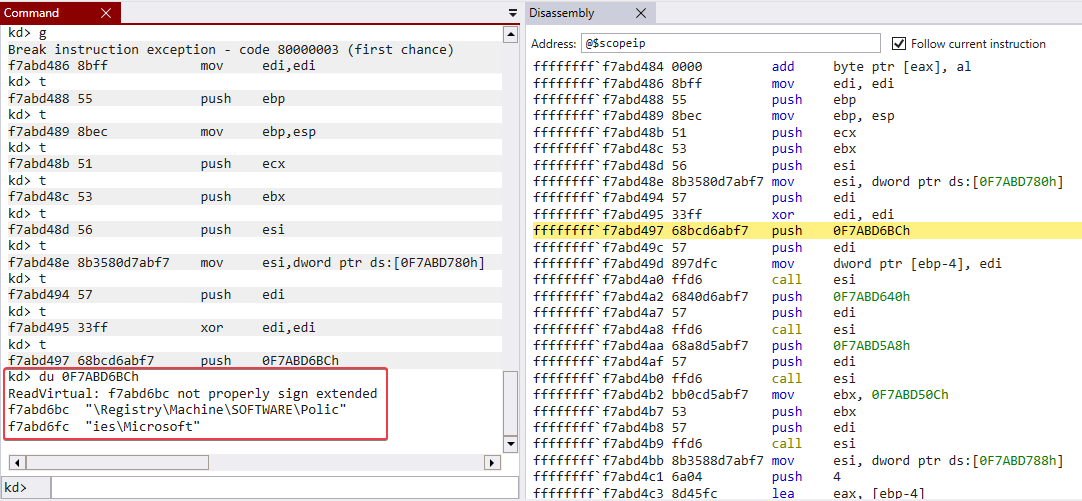 Command
kd> g
Break instruction exception - code 80000003 (first chance)
f7abd486 8bff mov edi,edi
kd> t
f7abd488 55 push ebp
kd> t
f7abd489 8bec mov ebp,esp
kd> t
f7abd48b 51 push ecx
kd> t
f7abd48c 53 push ebx
kd> t
f7abd48d 56 push esi
kd> t
f7abd48e 8b3580d7abf7 mov esi,dword ptr ds:[0F7ABD780h]
kd> t
f7abd494 57 push edi
kd> t
f7abd495 33ff xor edi,edi
kd> t
f7abd497 68bcd6abf7 push 0F7ABD6BCh
kd> du 0F7ABD6BCh
ReadVirtual: f7abd6bc not properly sign extended
f7abd6bc "\Registry\Machine\SOFTWARE\Polic"
f7abd6fc "ies\Microsoft"
kd>
Disassembly
Address: @$scopeip Follow current instruction
ffffffff`f7abd484 0000 add byte ptr [eax], al
ffffffff`f7abd486 8bff mov edi, edi
ffffffff`f7abd488 55 push ebp
ffffffff`f7abd489 8bec mov ebp, esp
ffffffff`f7abd48b 51 push ecx
ffffffff`f7abd48c 53 push ebx
ffffffff`f7abd48d 56 push esi
ffffffff`f7abd48e 8b3580d7abf7 mov esi, dword ptr ds:[0F7ABD780h]
ffffffff`f7abd494 57 push edi
ffffffff`f7abd495 33ff xor edi, edi
ffffffff`f7abd497 68bcd6abf7 push 0F7ABD6BCh
ffffffff`f7abd49c 57 push edi
ffffffff`f7abd49d 897dfc mov dword ptr [ebp-4], edi
ffffffff`f7abd4a0 ffd6 call esi
ffffffff`f7abd4a2 6840d6abf7 push 0F7ABD640h
ffffffff`f7abd4a7 57 push edi
ffffffff`f7abd4a8 ffd6 call esi
ffffffff`f7abd4aa 68a8d5abf7 push 0F7ABD5A8h
ffffffff`f7abd4af 57 push edi
ffffffff`f7abd4b0 ffd6 call esi
ffffffff`f7abd4b2 bb0cd5abf7 mov ebx, 0F7ABD50Ch
ffffffff`f7abd4b7 53 push ebx
ffffffff`f7abd4b8 57 push edi
ffffffff`f7abd4b9 ffd6 call esi
ffffffff`f7abd4bb 8b3588d7abf7 mov esi, dword ptr ds:[0F7ABD788h]
ffffffff`f7abd4c1 6a04 push 4
ffffffff`f7abd4c3 8d45fc lea eax, [ebp-4]